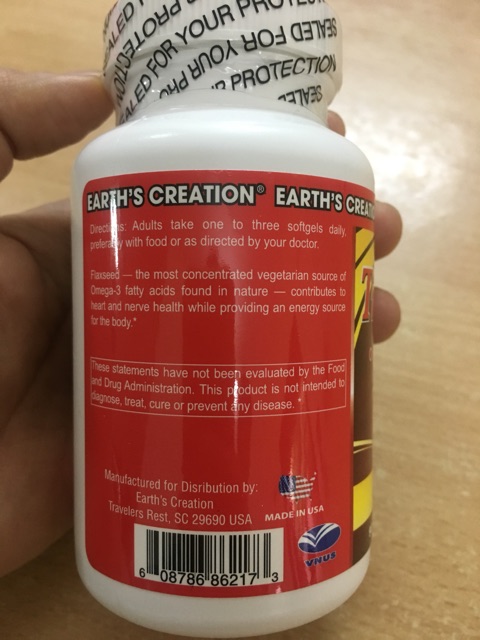 SEALED FOR YOUR PROTECTION
EARTH'S CREATION® EARTH'S CREATI
Directions: Adults take one to three softgels daily,
preferably with food or as directed by your doctor.
Flaxseed — the most concentrated vegetarian source of
Omega-3 fatty acids found in nature — contributes to
heart and nerve health while providing an energy source
for the body.*
These statements have not been evaluated by the Food
and Drug Administration. This product is not intended to
diagnose, treat, cure or prevent any disease. *
Manufactured for Distribution by:
Earth's Creation
Travelers Rest, SC 29690 USA
MADE IN USA
VNUS
6 08786 86217 3